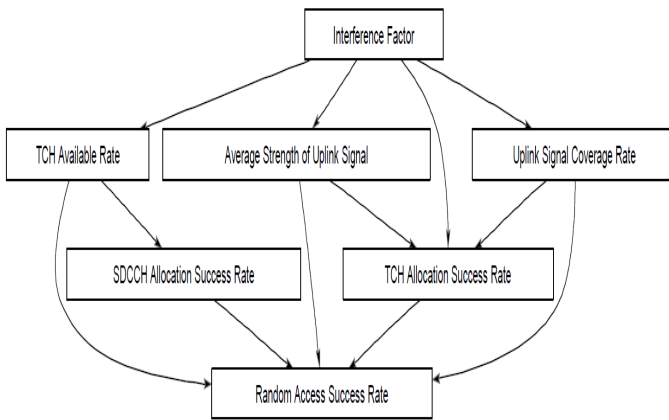 Interference Factor
TCH Available Rate
Average Strength of Uplink Signal
Uplink Signal Coverage Rate
SDCCH Allocation Success Rate
TCH Allocation Success Rate
Random Access Success Rate